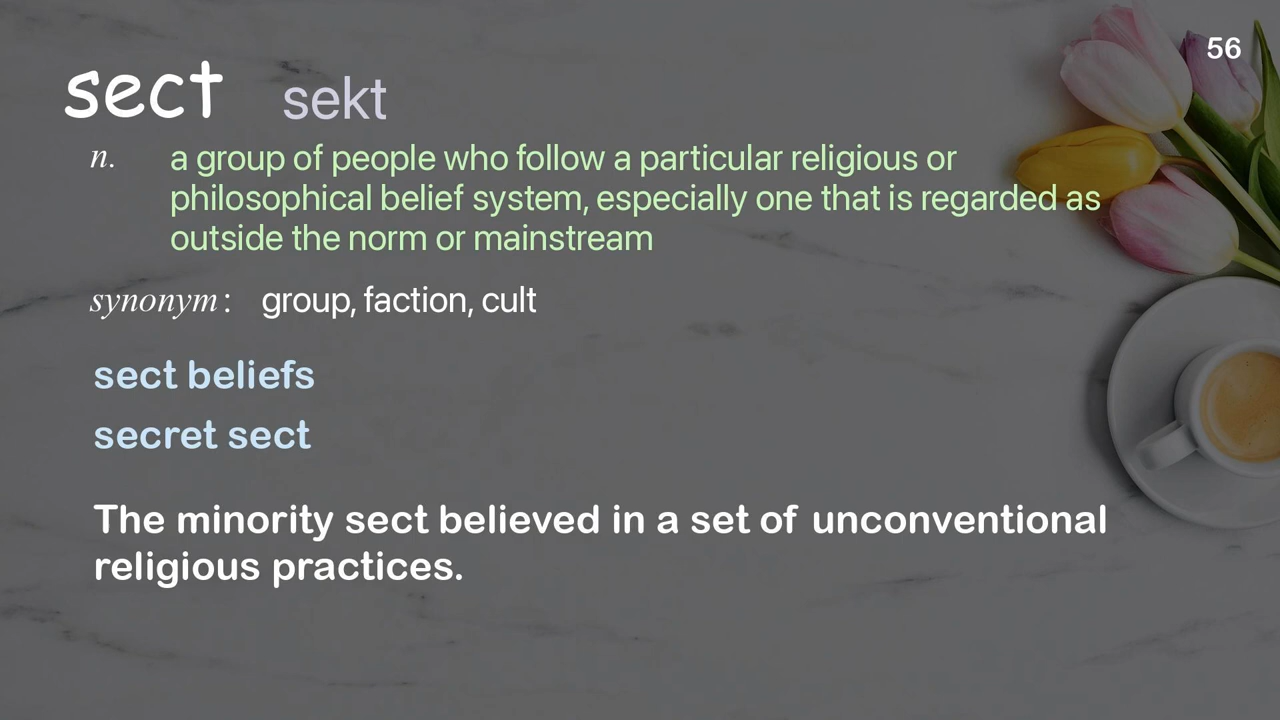 56
sect sekt
n. a group of people who follow a particular religious or
philosophical belief system, especially one that is regarded as
outside the norm or mainstream
synonym: group, faction, cult
sect beliefs
secret sect
The minority sect believed in a set of unconventional
religious practices.